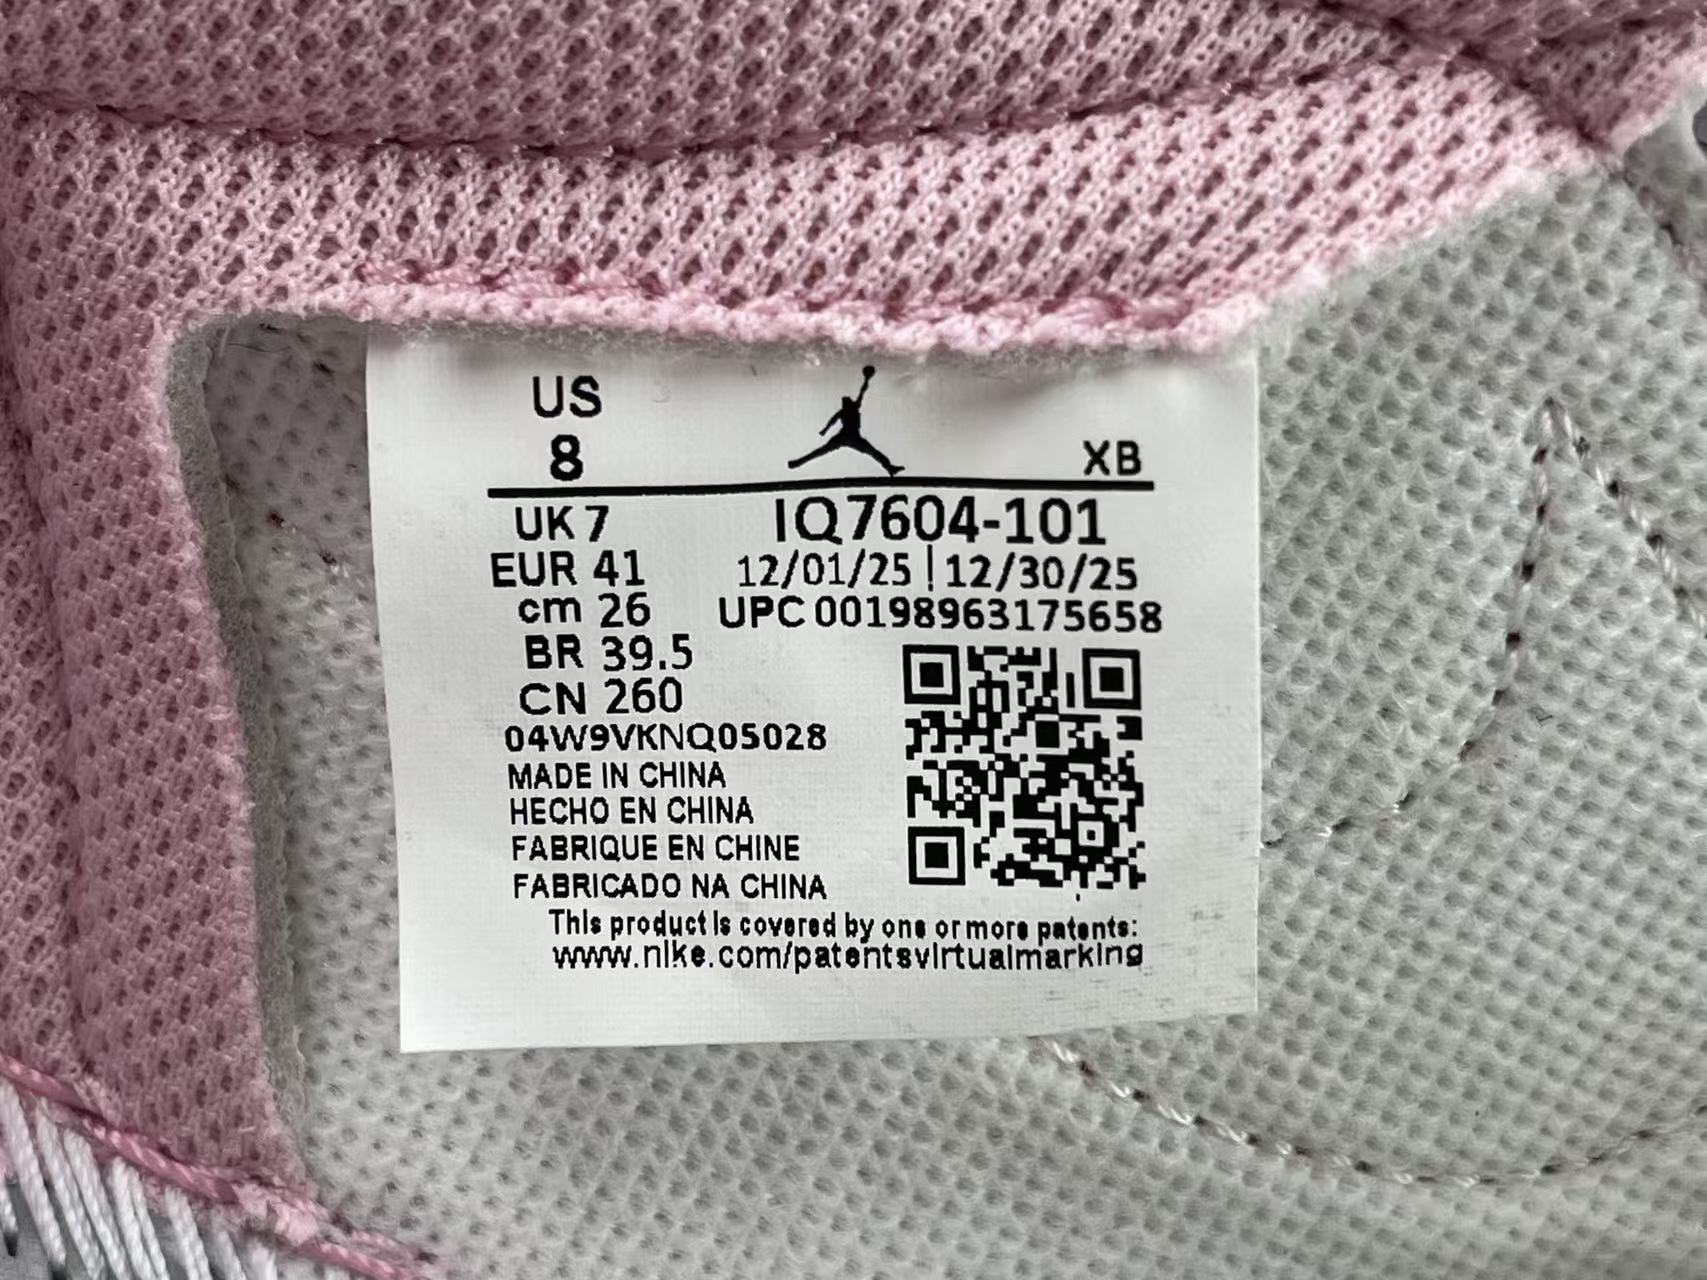 US
8
XB
UK 7
IQ7604-101
EUR 41
12/01/25 | 12/30/25
cm 26
UPC 00198963175658
BR 39.5
CN 260
04W9VKNQ05028
MADE IN CHINA
HECHO EN CHINA
FABRIQUE EN CHINE
FABRICADO NA CHINA
This product is covered by one or more patents:
www.nike.com/patentsvirtualmarking